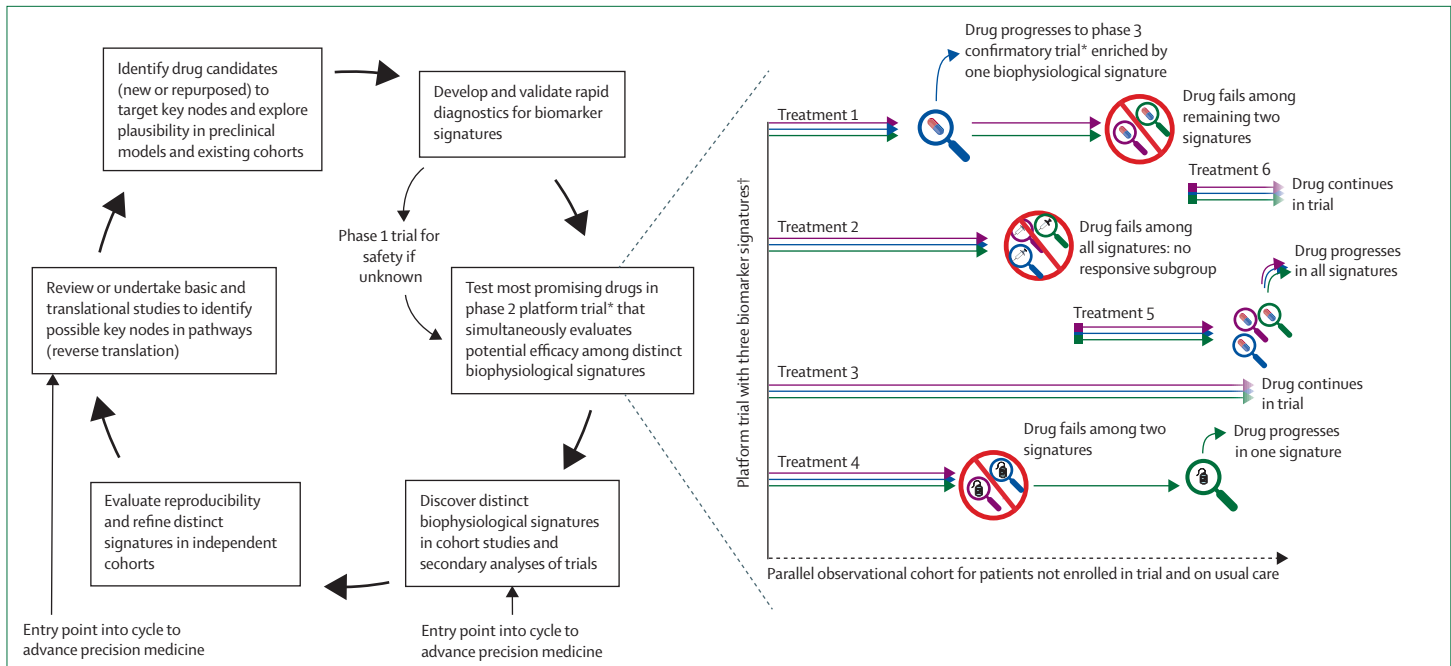 Identify drug candidates
(new or repurposed) to
target key nodes and explore
plausibility in preclinical
models and existing cohorts
Develop and validate rapid
diagnostics for biomarker
signatures
Phase 1 trial for
safety if
unknown
Review or undertake basic and
translational studies to identify
possible key nodes in pathways
(reverse translation)
Test most promising drugs in
phase 2 platform trial* that
simultaneously evaluates
potential efficacy among distinct
biophysiological signatures
Evaluate reproducibility
and refine distinct
signatures in independent
cohorts
Discover distinct
biophysiological signatures
in cohort studies and
secondary analyses of trials
Entry point into cycle to
advance precision medicine
Entry point into cycle to
advance precision medicine
Platform trial with three biomarker signatures†
Drug progresses to phase 3
confirmatory trial* enriched by
one biophysiological signature
Treatment 1
Drug fails among
remaining two
signatures
Treatment 6
Drug continues
in trial
Treatment 2
Drug fails among
all signatures: no
responsive subgroup
Drug progresses
in all signatures
Treatment 5
Treatment 3
Drug continues
in trial
Treatment 4
Drug fails among two
signatures
Drug progresses
in one signature
Parallel observational cohort for patients not enrolled in trial and on usual care